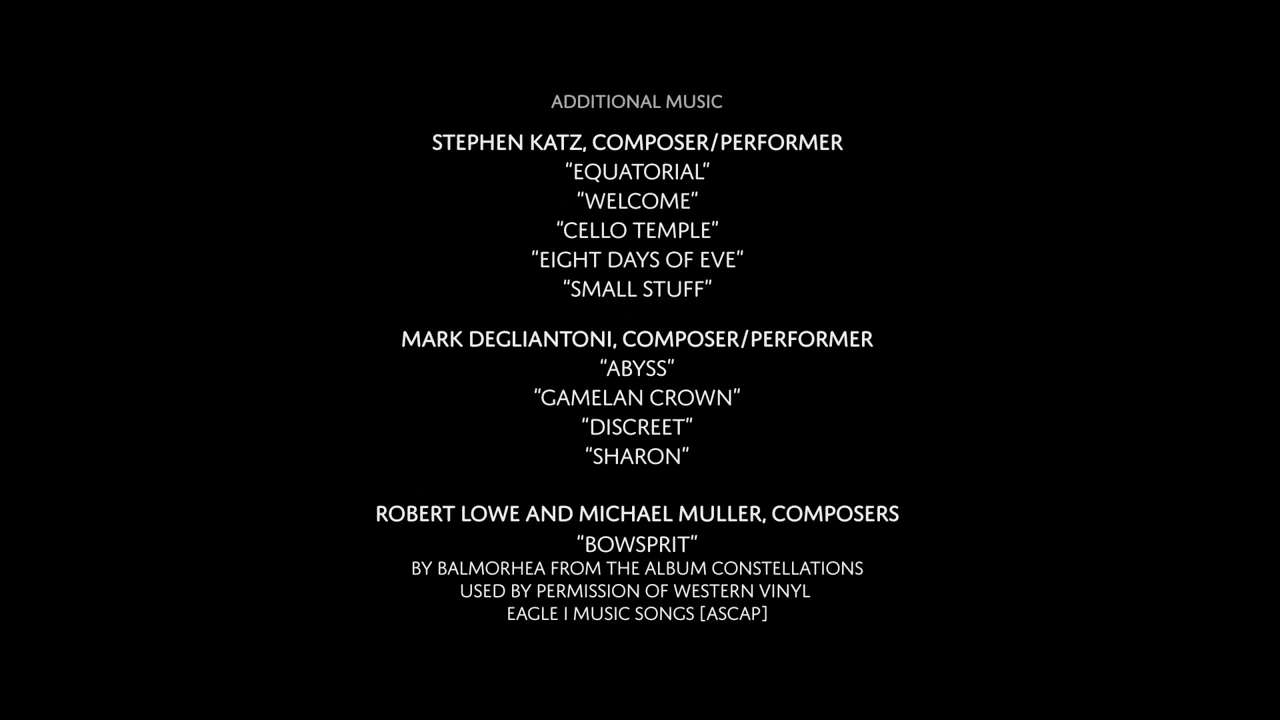 ADDITIONAL MUSIC
STEPHEN KATZ, COMPOSER/PERFORMER
"EQUATORIAL"
"WELCOME"
"CELLO TEMPLE"
"EIGHT DAYS OF EVE"
"SMALL STUFF"
MARK DEGLIANTONI, COMPOSER/PERFORMER
"ABYSS"
"GAMELAN CROWN"
"DISCREET"
"SHARON"
ROBERT LOWE AND MICHAEL MULLER, COMPOSERS
"BOWSPRIT"
BY BALMORHEA FROM THE ALBUM CONSTELLATIONS
USED BY PERMISSION OF WESTERN VINYL
EAGLE I MUSIC SONGS [ASCAP]